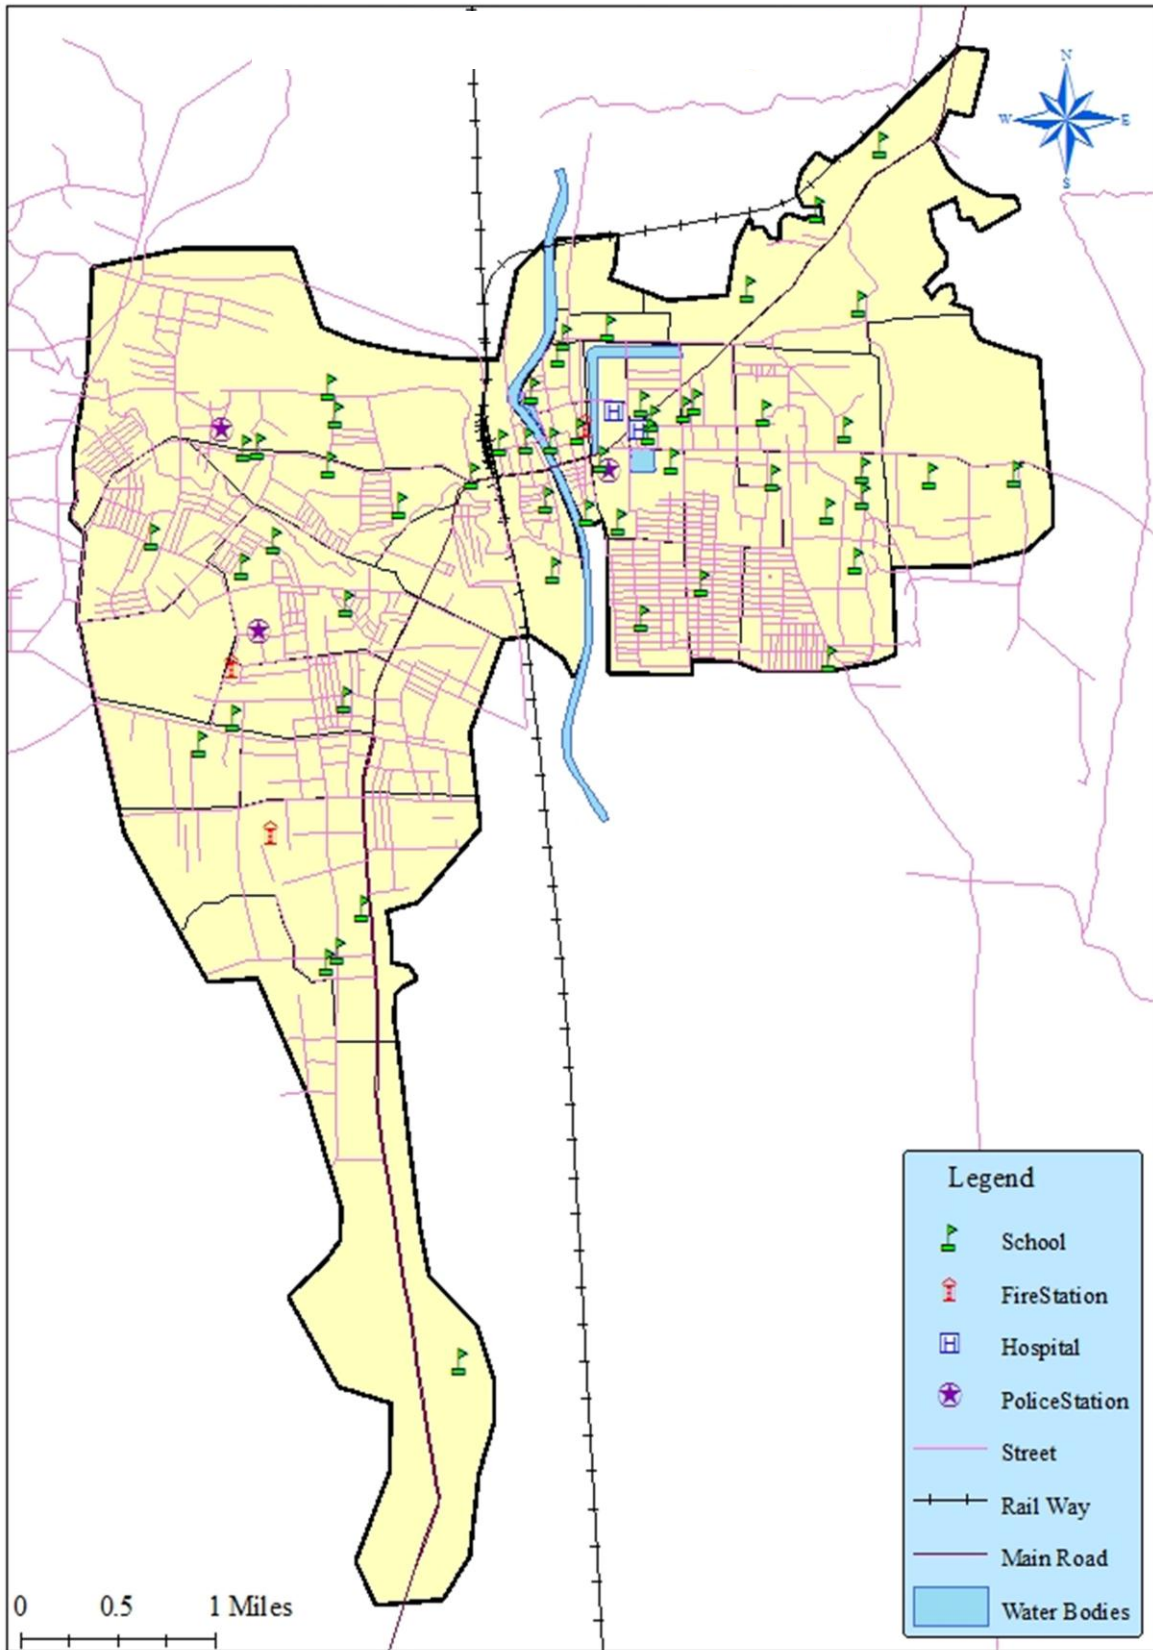 N
W E
S
H
H
Legend
School
FireStation
H Hospital
PoliceStation
Street
Rail Way
Main Road
Water Bodies
0 0.5 1 Miles